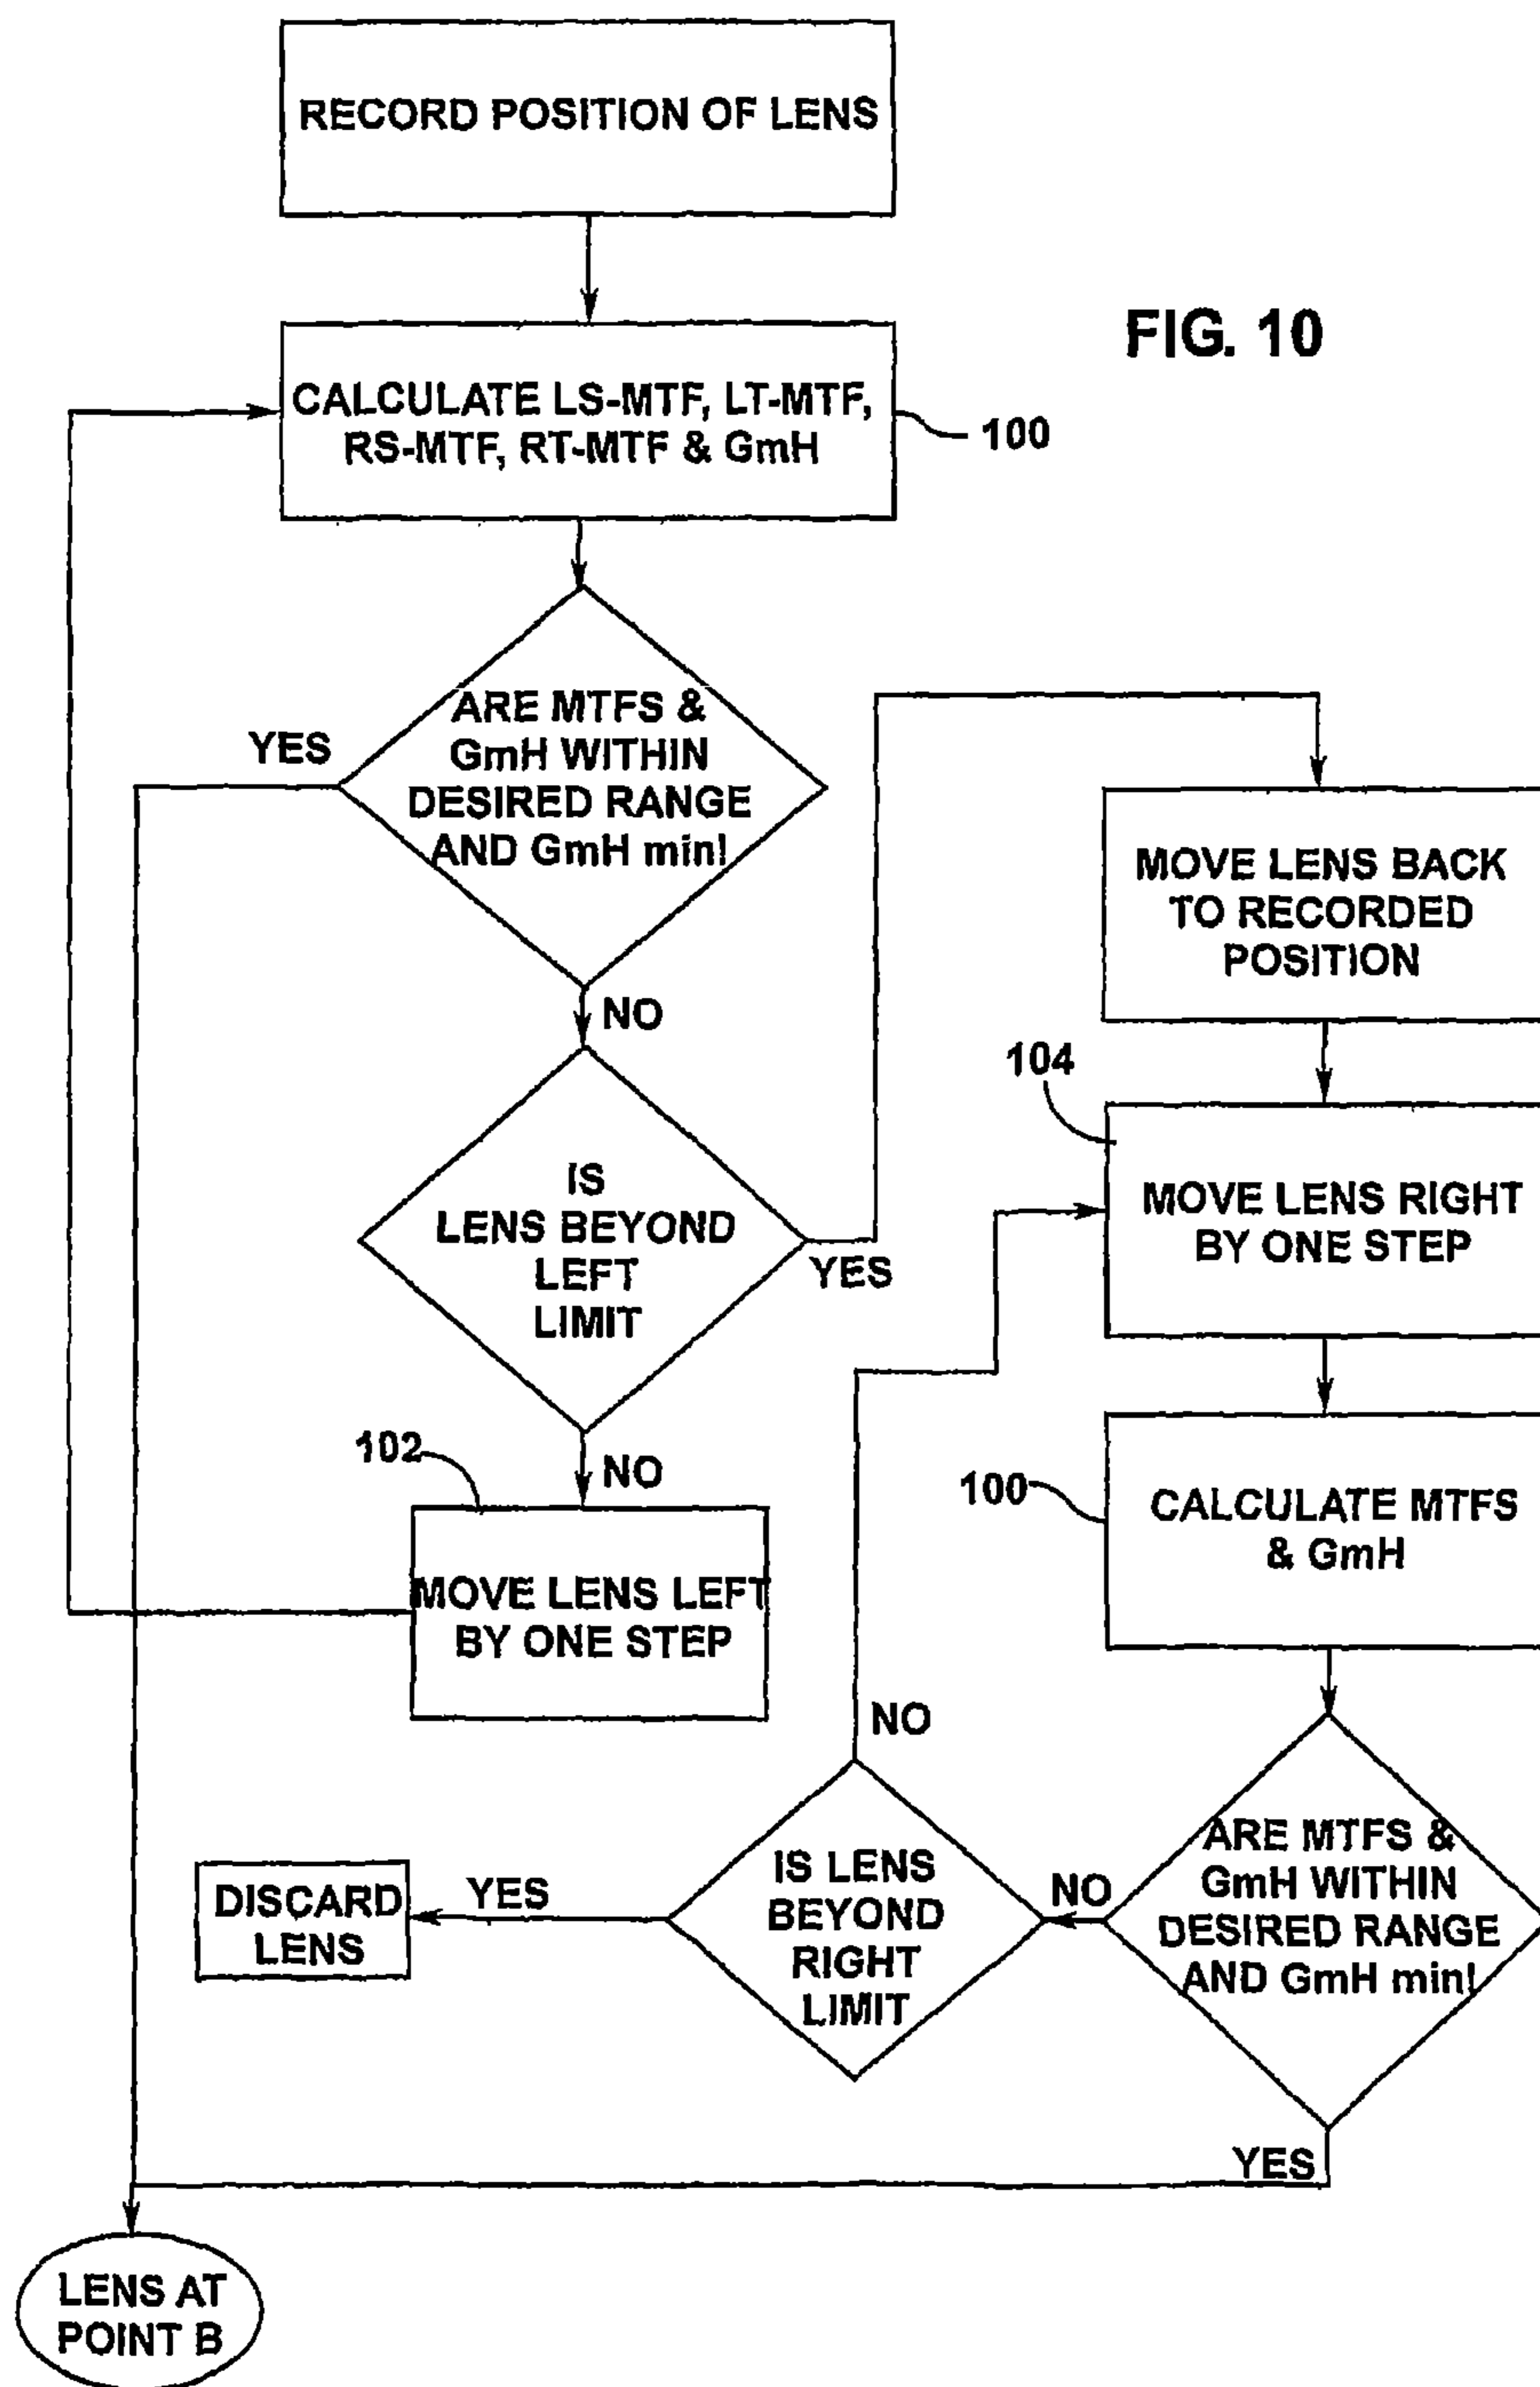 RECORD POSITION OF LENS
FIG. 10
CALCULATE LS-MTF, LT-MTF,
RS-MTF, RT-MTF & GmH
100
ARE MTFS &
GmH WITHIN
DESIRED RANGE
AND GmH min!
YES
NO
IS
LENS BEYOND
LEFT
LIMIT
YES
NO
102
MOVE LENS LEFT
BY ONE STEP
MOVE LENS BACK
TO RECORDED
POSITION
104
MOVE LENS RIGHT
BY ONE STEP
100
CALCULATE MTFS
& GmH
ARE MTFS &
GmH WITHIN
DESIRED RANGE
AND GmH min!
NO
YES
IS LENS
BEYOND
RIGHT
LIMIT
NO
YES
DISCARD
LENS
LENS AT
POINT B